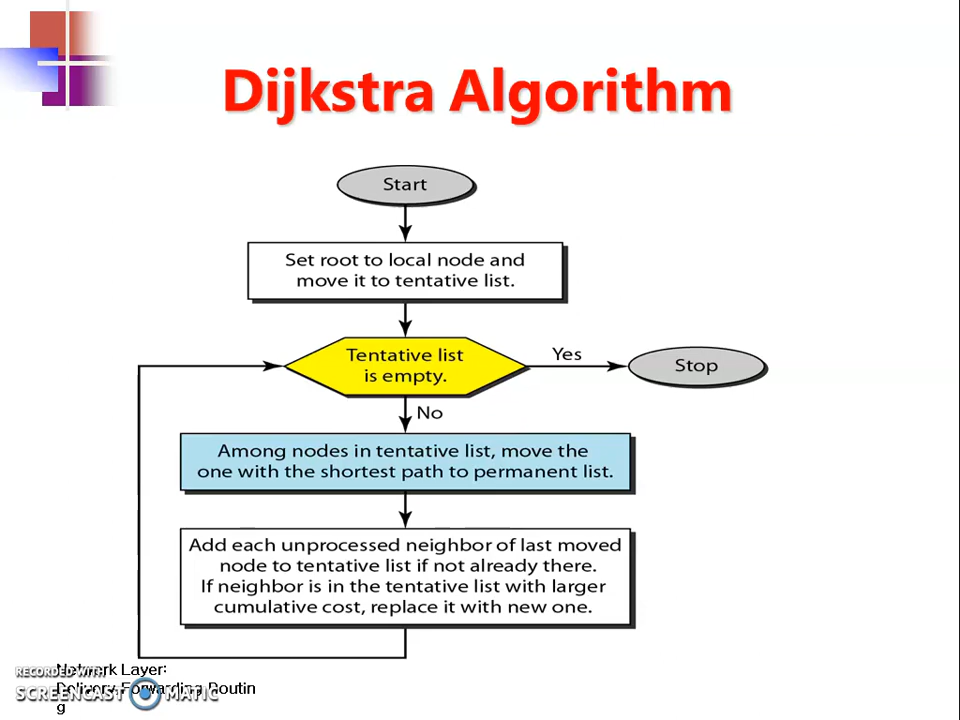 Dijkstra Algorithm
Start
Set root to local node and
move it to tentative list.
Tentative list
is empty.
Yes
Stop
No
Among nodes in tentative list, move the
one with the shortest path to permanent list.
Add each unprocessed neighbor of last moved
node to tentative list if not already there.
If neighbor is in the tentative list with larger
cumulative cost, replace it with new one.
Network Layer:
RECORDED WITH
Delivery, Forwarding, Routin
SCREENCAST MATIC
g